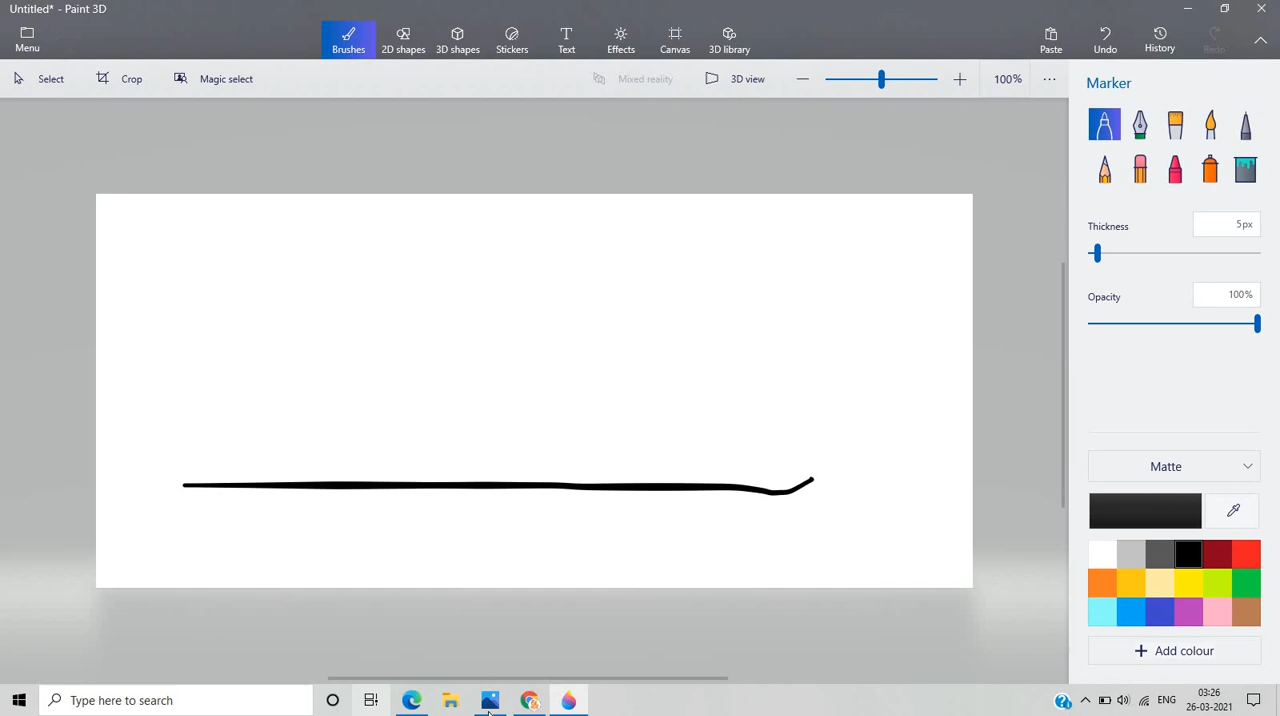 Untitled* - Paint 3D
Menu
Brushes
2D shapes
3D shapes
Stickers
Text
Effects
Canvas
3D library
Paste
Undo
History
Redo
Select
Crop
Magic select
Mixed reality
3D view
100%
Marker
Thickness
5px
Opacity
100%
Matte
Add colour
Type here to search
ENG
03:26
26-03-2021